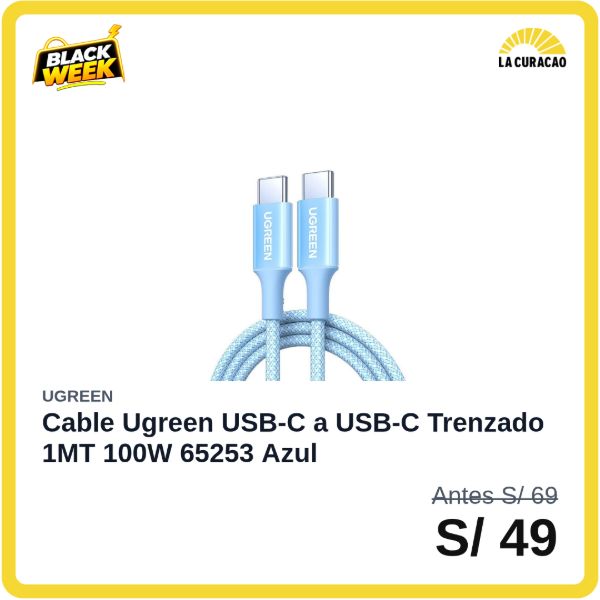 BLACK
WEEK
LA CURACAO
UGREEN
UGREEN
UGREEN
Cable Ugreen USB-C a USB-C Trenzado
1MT 100W 65253 Azul
Antes S/ 69
S/ 49